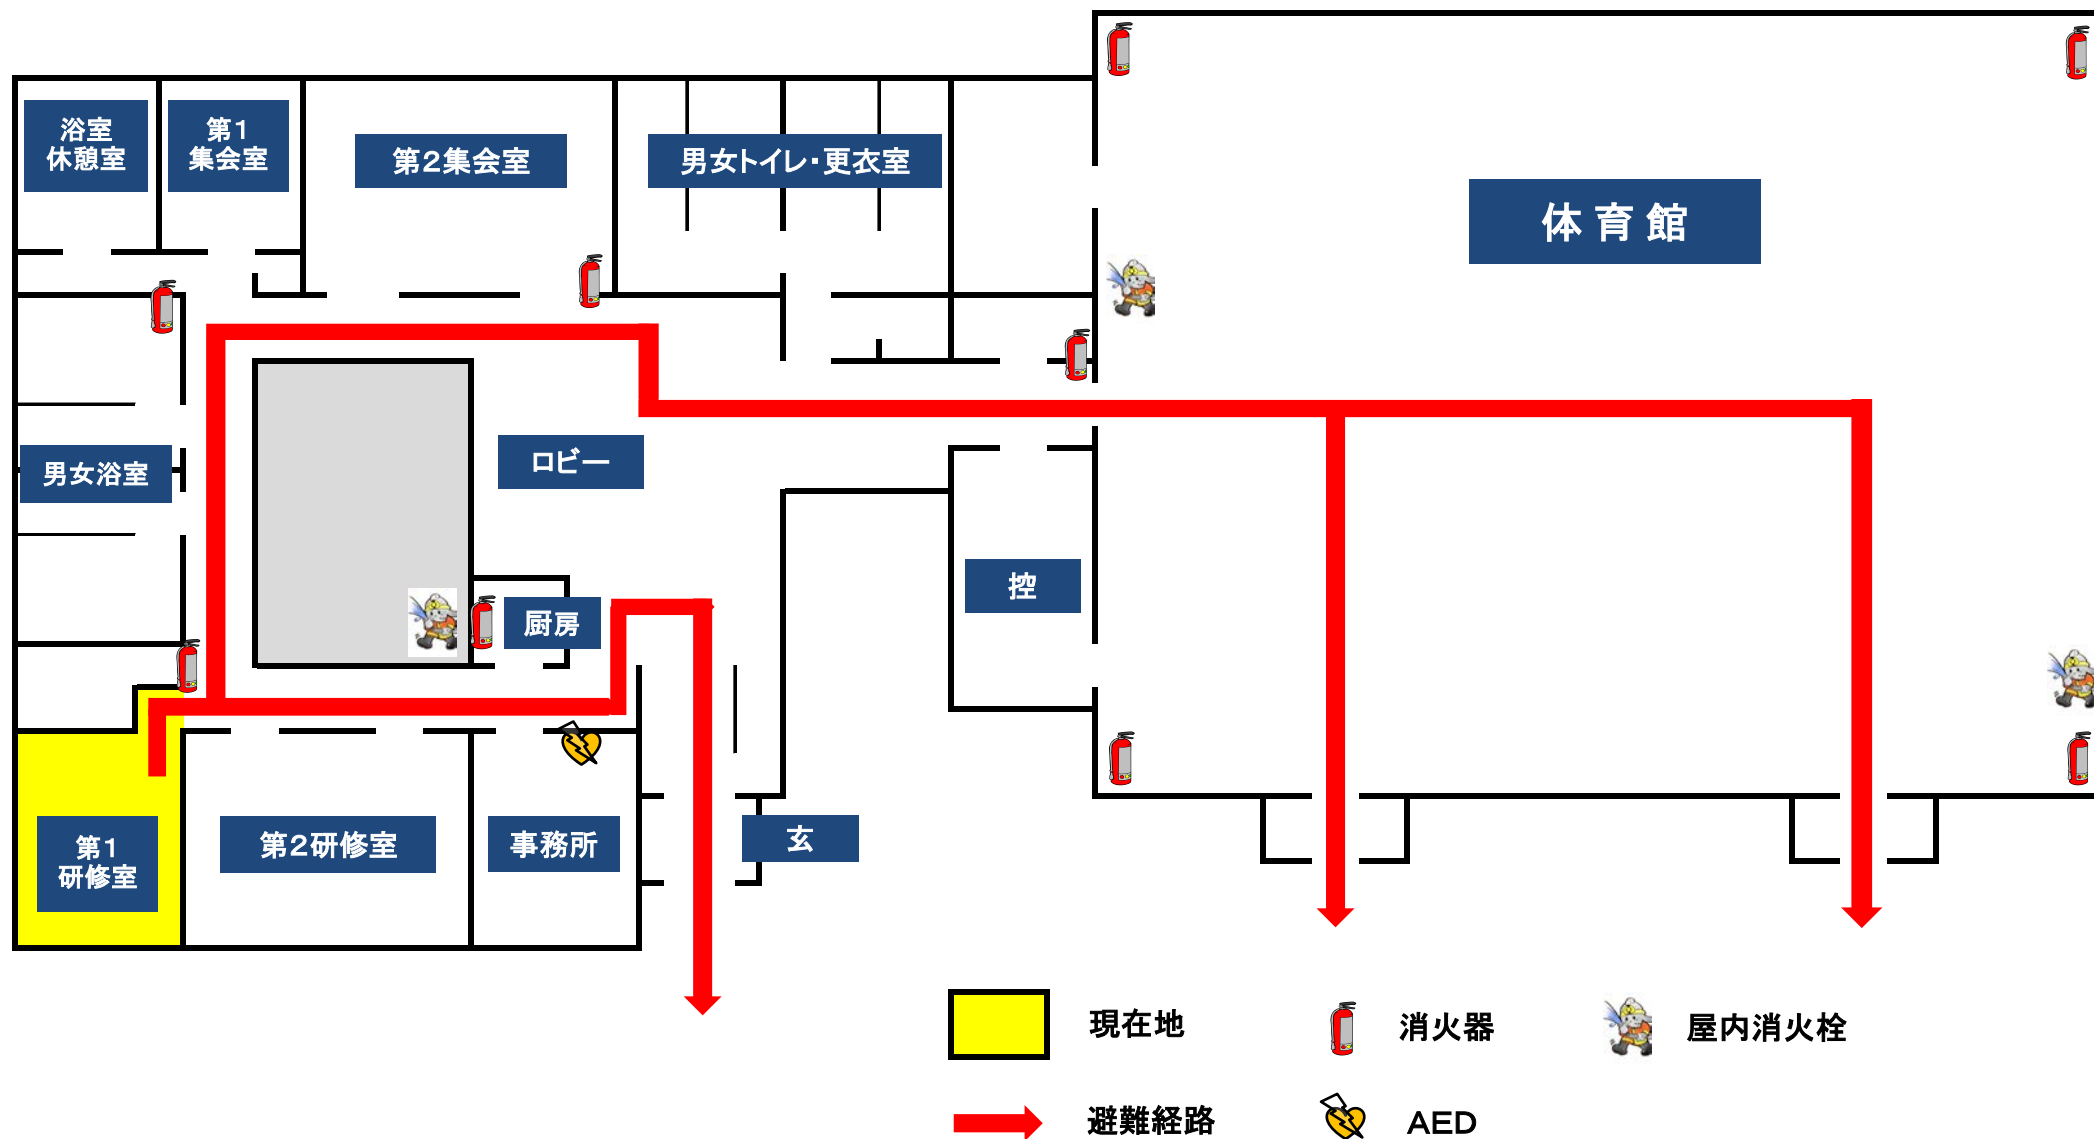 浴室
休憩室
第1
集会室
第2集会室
男女トイレ・更衣室
体育館
男女浴室
ロビー
厨房
控
第1
研修室
第2研修室
事務所
玄
現在地
消火器
屋内消火栓
避難経路
AED